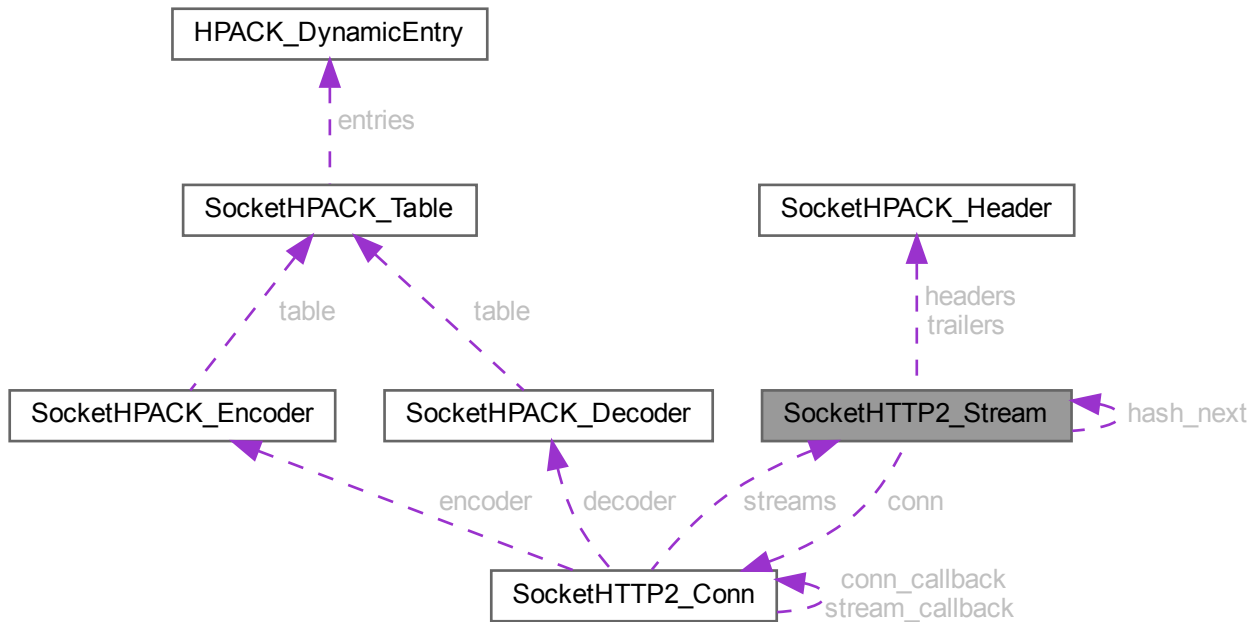 HPACK_DynamicEntry
entries
SocketHPACK_Table
SocketHPACK_Header
table
table
headers
trailers
SocketHPACK_Encoder
SocketHPACK_Decoder
SocketHTTP2_Stream
hash_next
encoder
decoder
streams
conn
SocketHTTP2_Conn
conn_callback
stream_callback